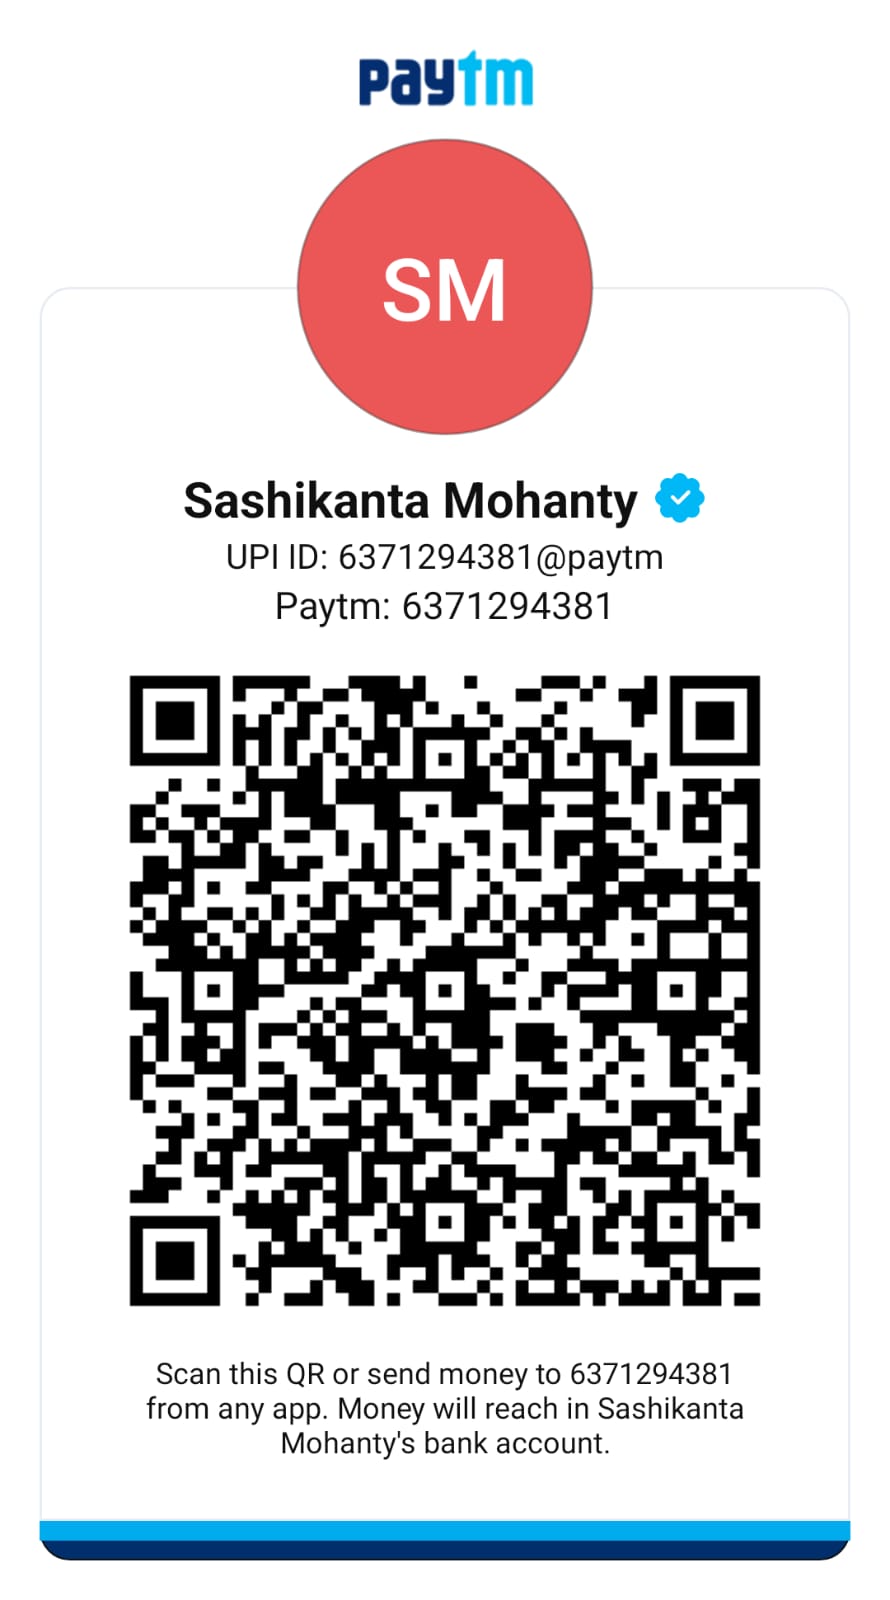 paytm
SM
Sashikanta Mohanty
UPI ID: 6371294381@paytm
Paytm: 6371294381
Scan this QR or send money to 6371294381
from any app. Money will reach in Sashikanta
Mohanty's bank account.